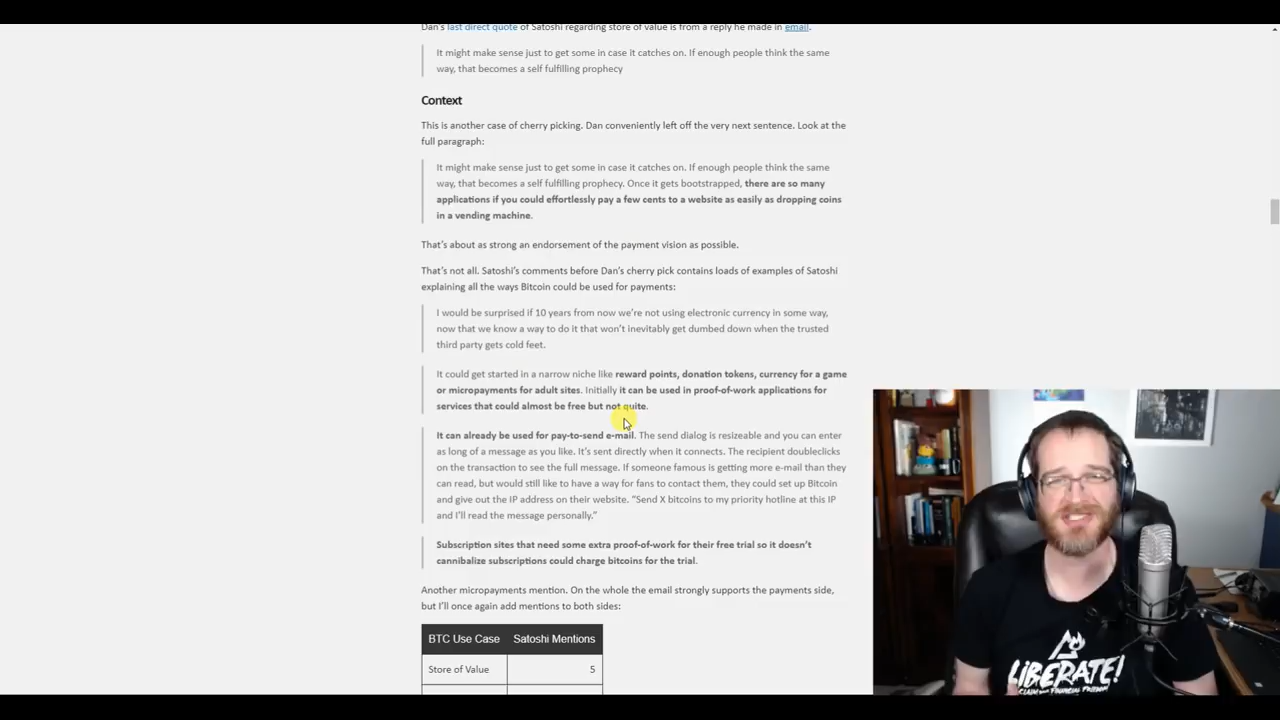 Dan's last direct quote of Satoshi regarding store of value is from a reply he made in email.
It might make sense just to get some in case it catches on. If enough people think the same
way, that becomes a self fulfilling prophecy
Context
This is another case of cherry picking. Dan conveniently left off the very next sentence. Look at the
full paragraph:
It might make sense just to get some in case it catches on. If enough people think the same
way, that becomes a self fulfilling prophecy. Once it gets bootstrapped, there are so many
applications if you could effortlessly pay a few cents to a website as easily as dropping coins
in a vending machine.
That's about as strong an endorsement of the payment vision as possible.
That's not all. Satoshi's comments before Dan's cherry pick contains loads of examples of Satoshi
explaining all the ways Bitcoin could be used for payments:
I would be surprised if 10 years from now we're not using electronic currency in some way,
now that we know a way to do it that won't inevitably get dumbed down when the trusted
third party gets cold feet.
It could get started in a narrow niche like reward points, donation tokens, currency for a game
or micropayments for adult sites. Initially it can be used in proof-of-work applications for
services that could almost be free but not quite.
It can already be used for pay-to-send e-mail. The send dialog is resizeable and you can enter
as long of a message as you like. It's sent directly when it connects. The recipient doubleclicks
on the transaction to see the full message. If someone famous is getting more e-mail than they
can read, but would still like to have a way for fans to contact them, they could set up Bitcoin
and give out the IP address on their website. "Send X bitcoins to my priority hotline at this IP
and I'll read the message personally."
Subscription sites that need some extra proof-of-work for their free trial so it doesn't
cannibalize subscriptions could charge bitcoins for the trial.
Another micropayments mention. On the whole the email strongly supports the payments side,
but I'll once again add mentions to both sides:
BTC Use Case Satoshi Mentions
Store of Value 5
LIBERATE!
CLAIM YOUR FINANCIAL FREEDOM